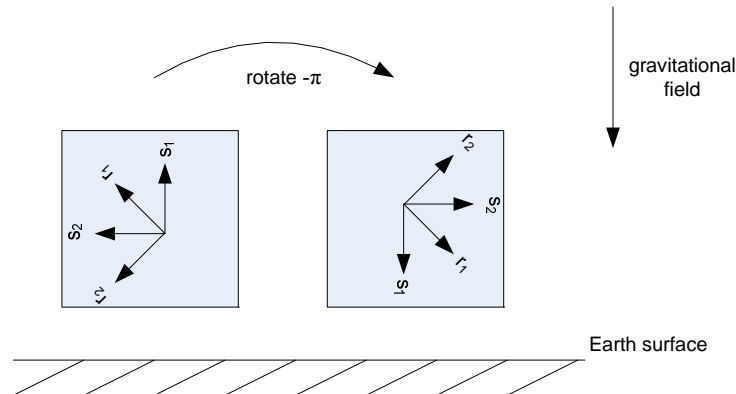 rotate -π
gravitational
field
s1
r1
s2
r2
r2
s2
r1
s1
Earth surface